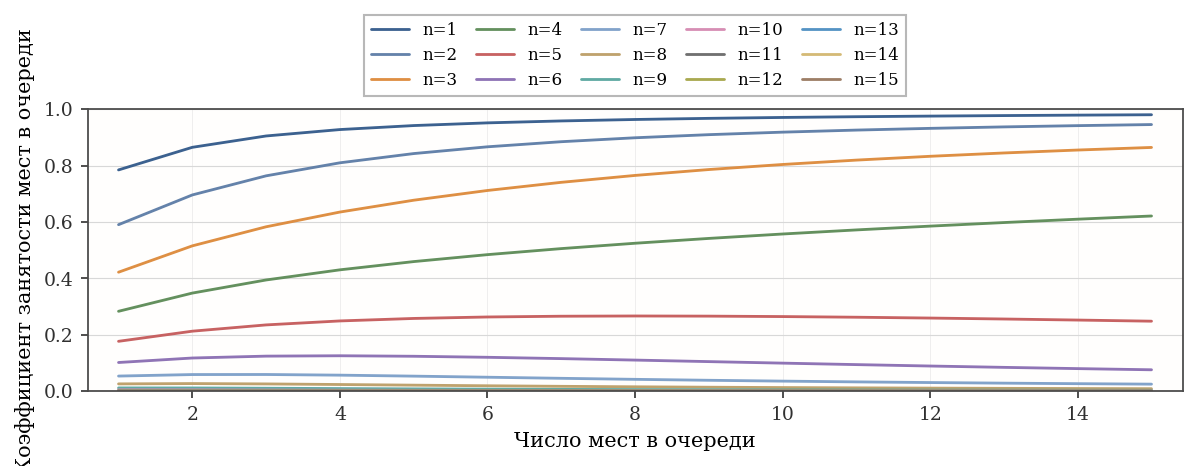 n=1 n=4 n=7 n=10 n=13
n=2 n=5 n=8 n=11 n=14
n=3 n=6 n=9 n=12 n=15
Коэффициент занятости мест в очереди
1.0
0.8
0.6
0.4
0.2
0.0
2 4 6 8 10 12 14
Число мест в очереди